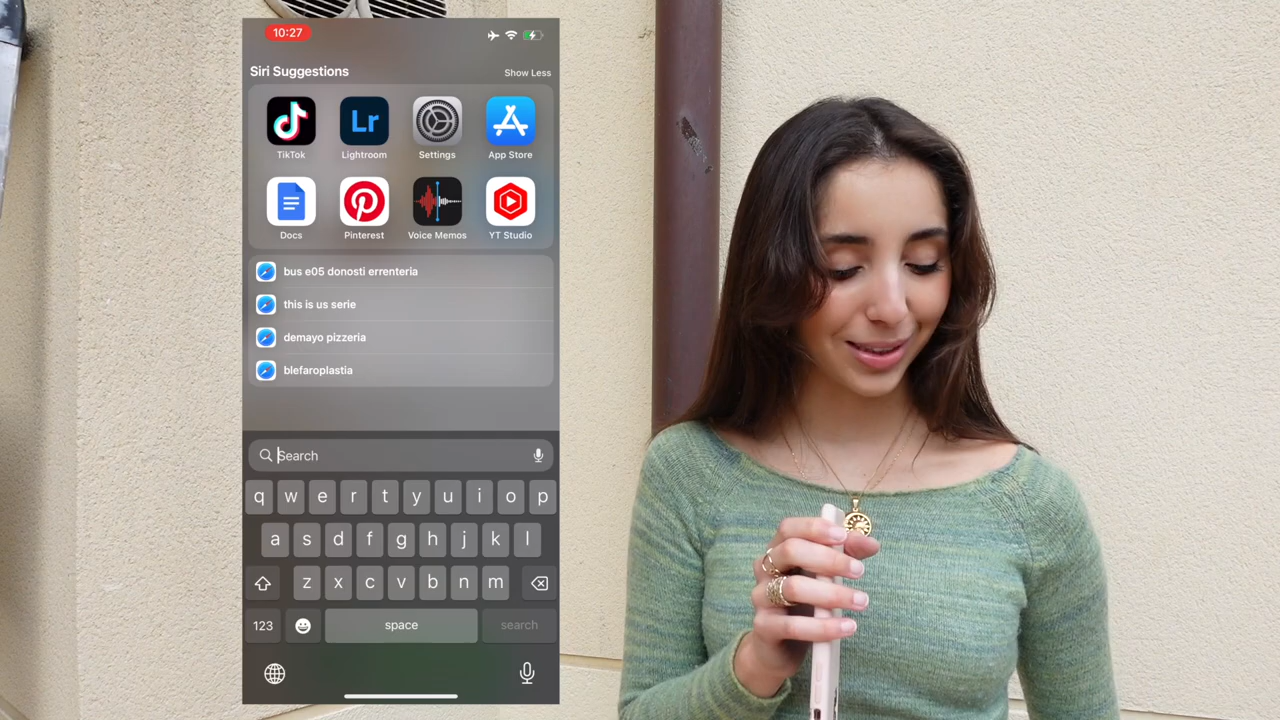 10:27
Siri Suggestions Show Less
TikTok Lightroom Settings App Store
Docs Pinterest Voice Memos YT Studio
bus e05 donosti errenteria
this is us serie
demayo pizzeria
blefaroplastia
Search
q w e r t y u i o p
a s d f g h j k l
z x c v b n m
123 space search